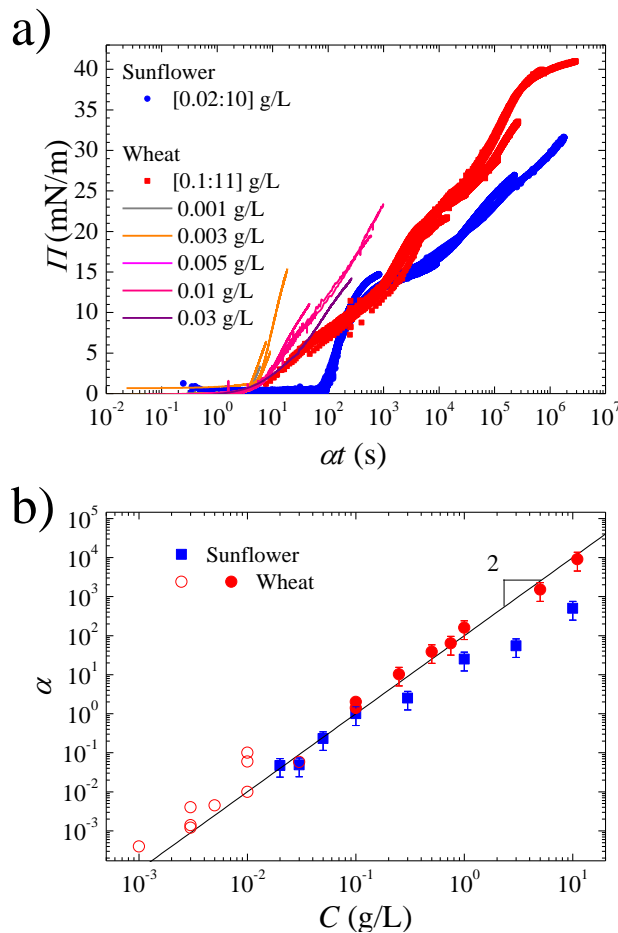 a)
Sunflower
[0.02:10] g/L
Wheat
[0.1:11] g/L
0.001 g/L
0.003 g/L
0.005 g/L
0.01 g/L
0.03 g/L
Π (mN/m)
40
35
30
25
20
15
10
5
0
10⁻² 10⁻¹ 10⁰ 10¹ 10² 10³ 10⁴ 10⁵ 10⁶ 10⁷
αt (s)
b)
Sunflower
Wheat
2
α
10⁵
10⁴
10³
10²
10¹
10⁰
10⁻¹
10⁻²
10⁻³
10⁻³ 10⁻² 10⁻¹ 10⁰ 10¹
C (g/L)